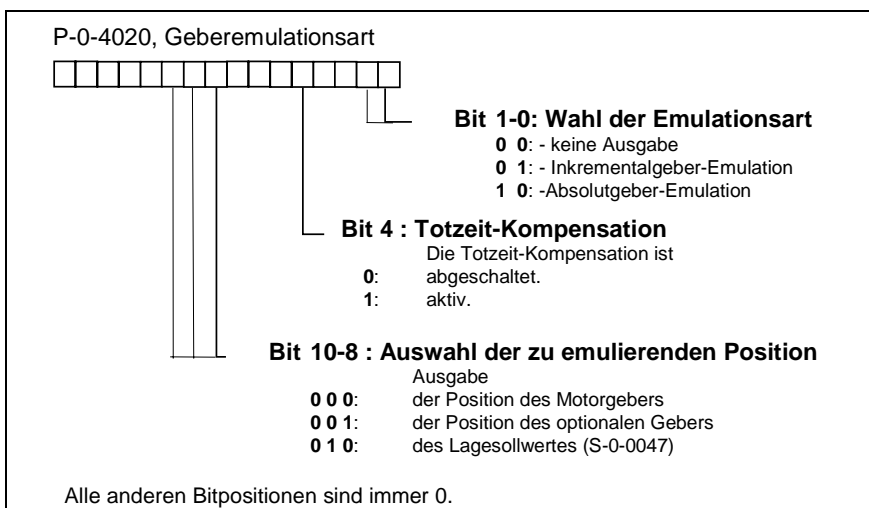 P-0-4020, Geberemulationsart
Bit 1-0: Wahl der Emulationsart
0 0: - keine Ausgabe
0 1: - Inkrementalgeber-Emulation
1 0: -Absolutgeber-Emulation
Bit 4 : Totzeit-Kompensation
Die Totzeit-Kompensation ist
0: abgeschaltet.
1: aktiv.
Bit 10-8 : Auswahl der zu emulierenden Position
Ausgabe
0 0 0: der Position des Motorgebers
0 0 1: der Position des optionalen Gebers
0 1 0: des Lagesollwertes (S-0-0047)
Alle anderen Bitpositionen sind immer 0.